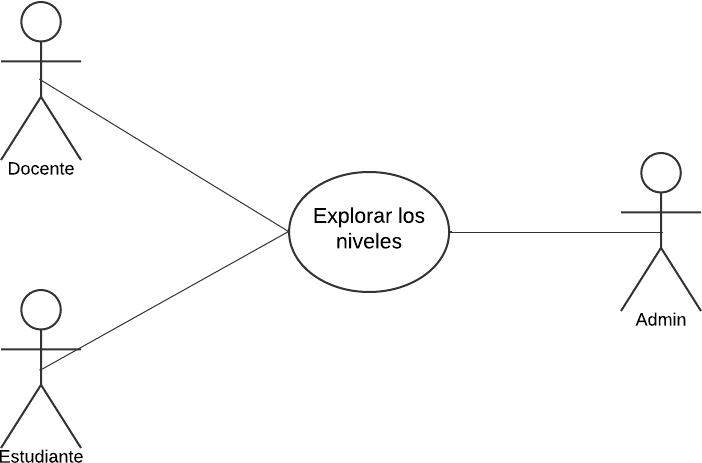 Docente
Explorar los
niveles
Admin
Estudiante